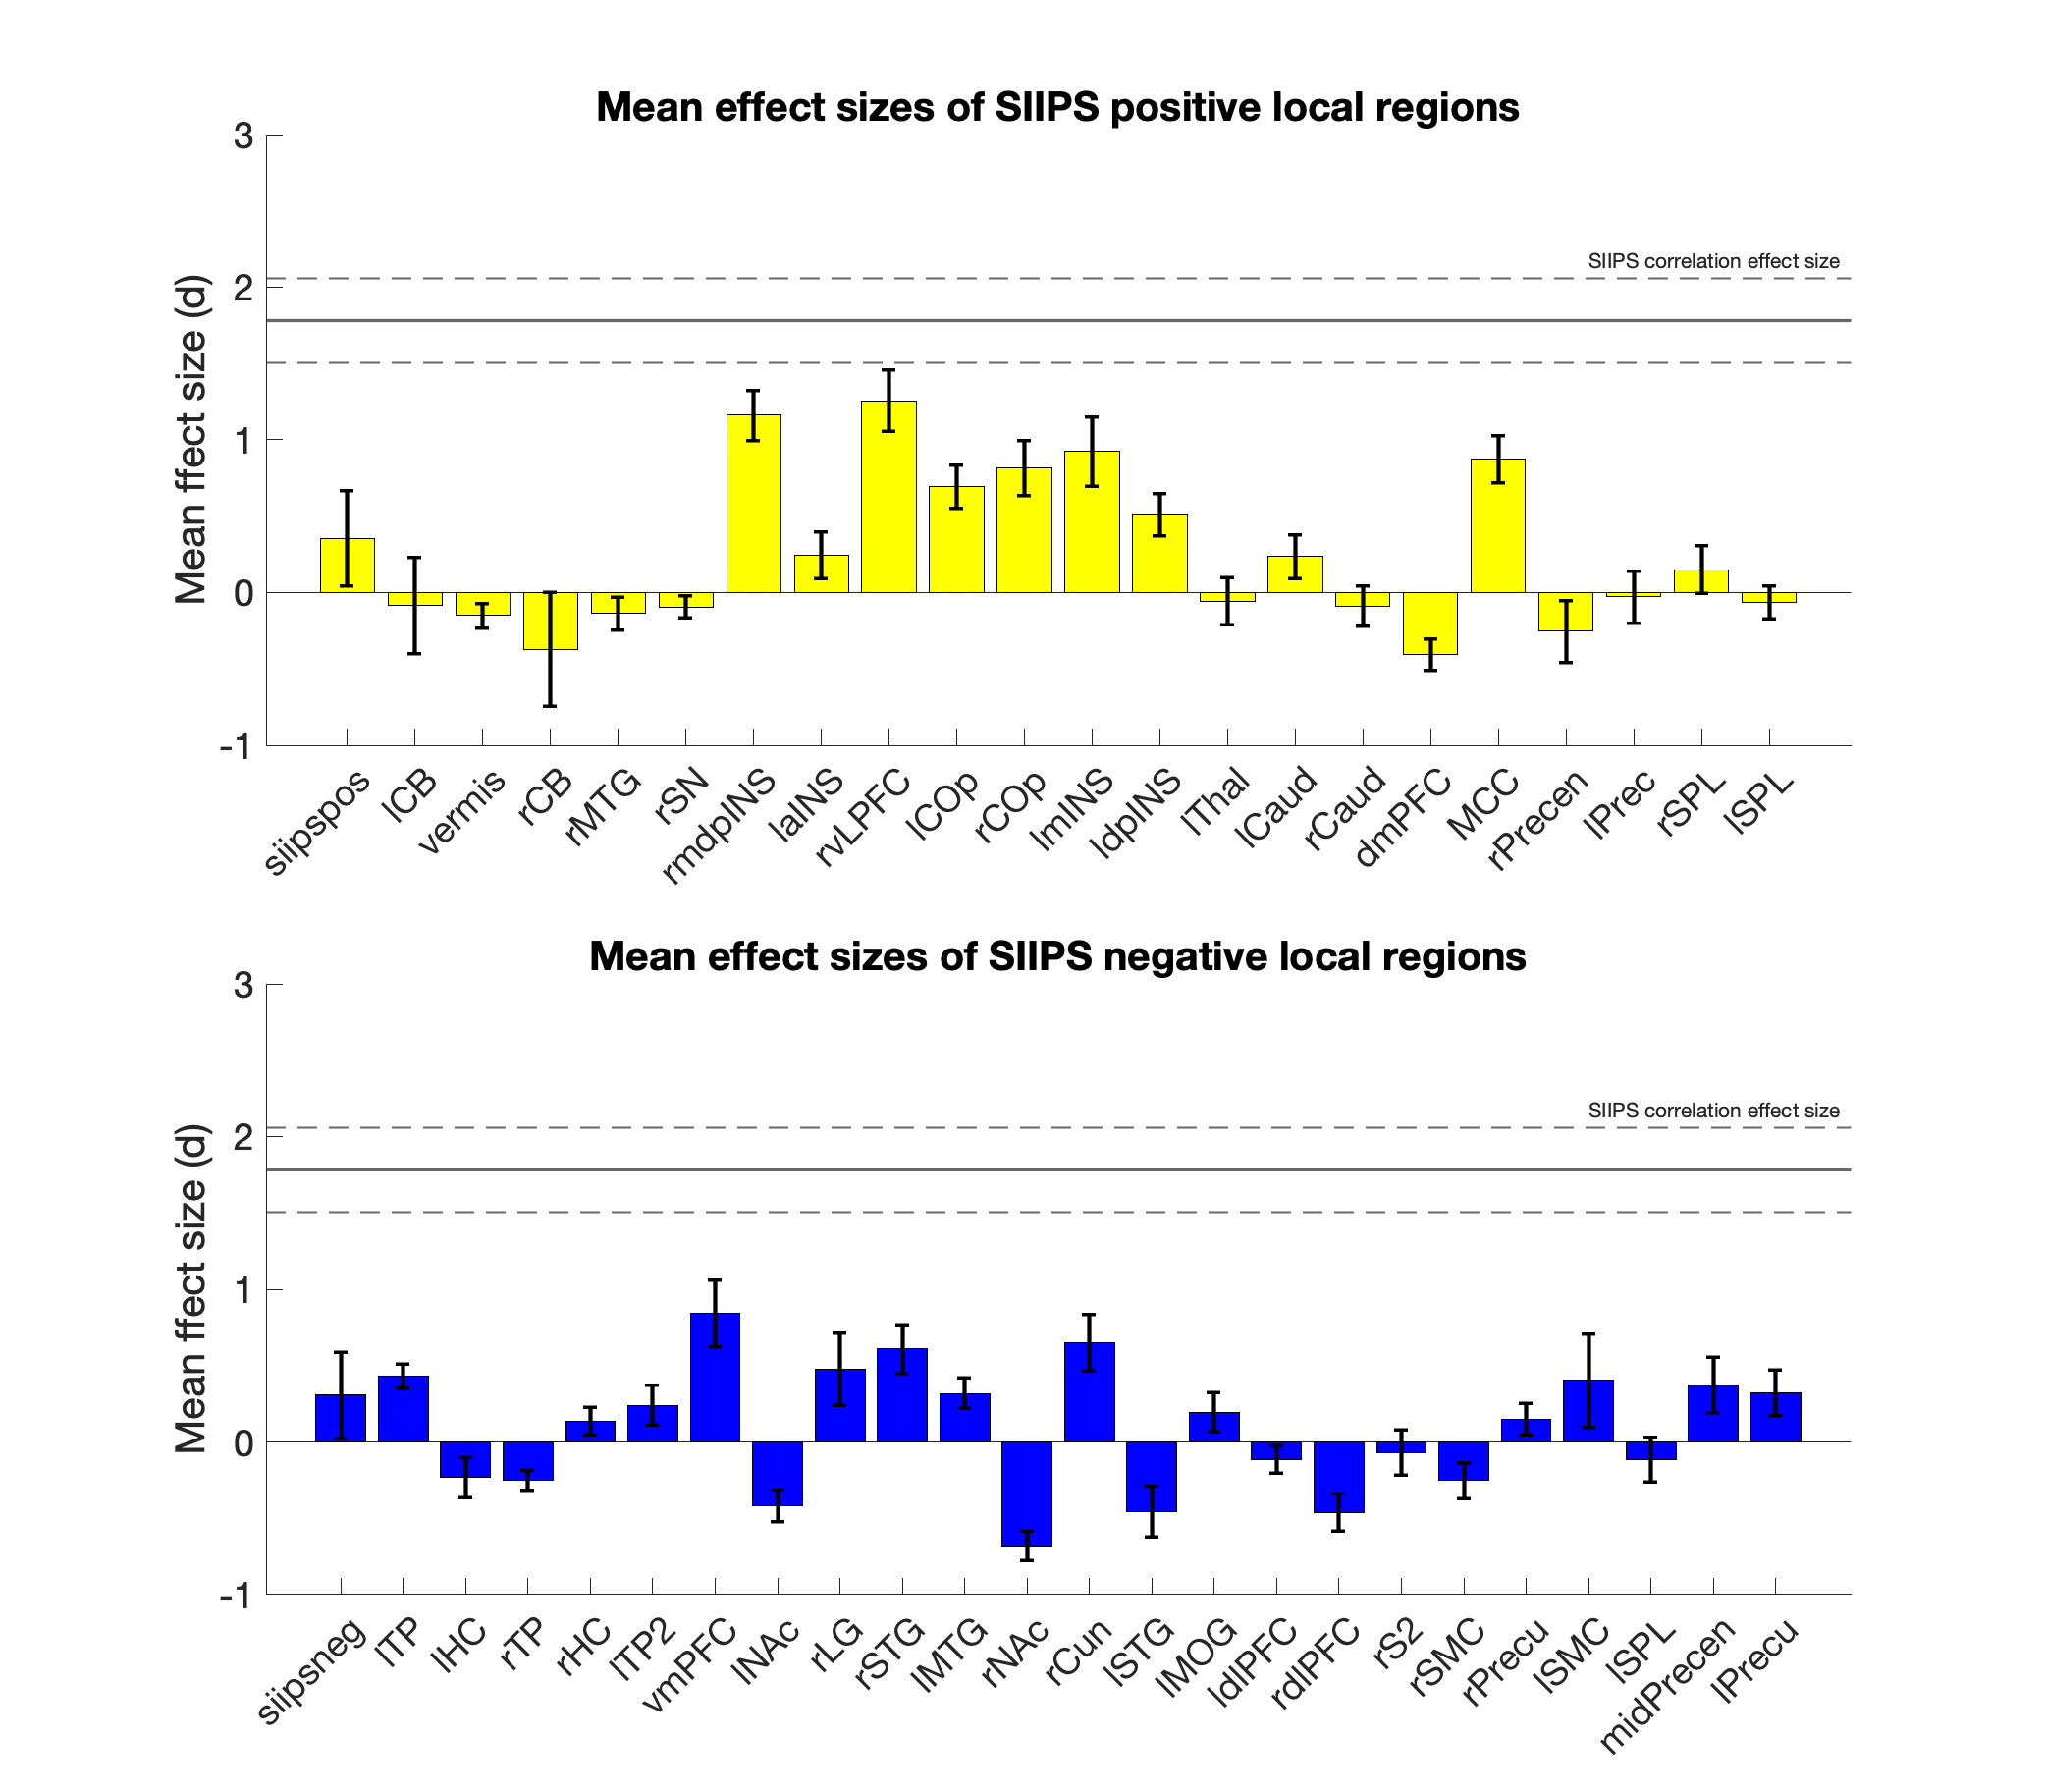 Mean effect sizes of SIIPS positive local regions
Mean ffect size (d)
3
2
1
0
-1
SIIPS correlation effect size
siipspos
lCB
vermis
rCB
rMTG
rSN
rmdpINS
laINS
rvLPFC
lCOp
rCOp
lmINS
ldpINS
lThal
lCaud
rCaud
dmPFC
MCC
rPrecen
lPrec
rSPL
lSPL
Mean effect sizes of SIIPS negative local regions
Mean ffect size (d)
3
2
1
0
-1
SIIPS correlation effect size
siipsneg
lTP
lHC
rTP
rHC
lTP2
vmPFC
lNAc
rLG
rSTG
lMTG
rNAc
rCun
lSTG
lMOG
ldlPFC
rdlPFC
rS2
rSMC
rPrecu
lSMC
lSPL
midPrecen
lPrecu